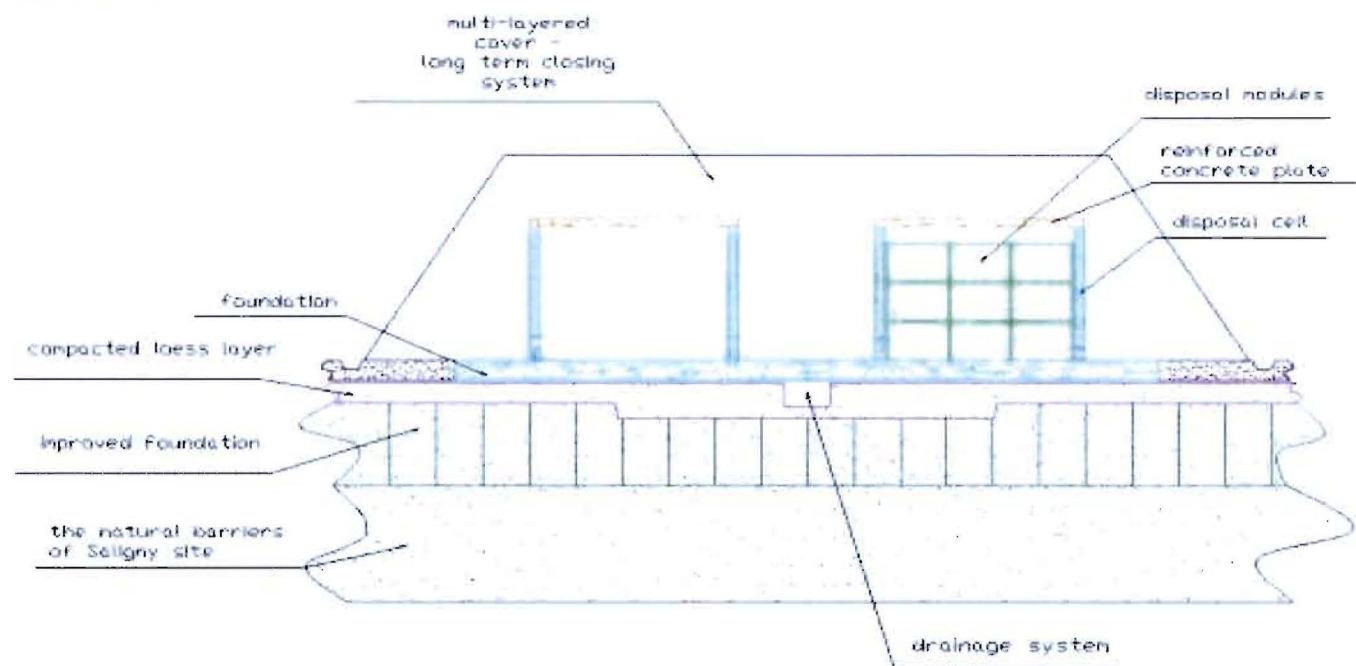 multi-layered
cover -
long term closing
system
disposal modules
reinforced
concrete plate
disposal cell
foundation
compacted loess layer
improved foundation
the natural barriers
of Saligny site
drainage system